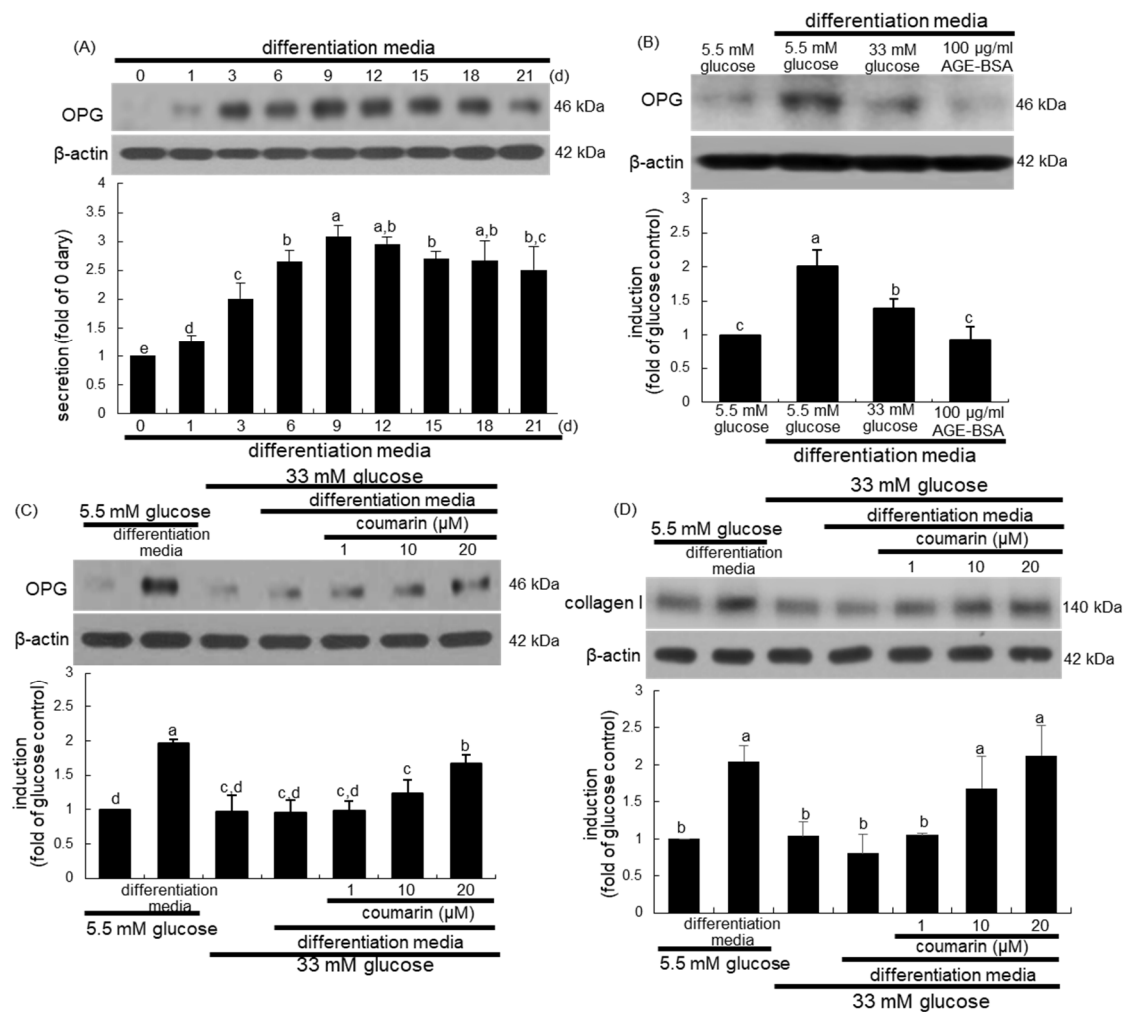 (A)
differentiation media
0 1 3 6 9 12 15 18 21 (d)
OPG
46 kDa
β-actin
42 kDa
secretion (fold of 0 dary)
4
3.5
3
2.5
2
1.5
1
0.5
0
e d c b a a,b b a,b b,c
0 1 3 6 9 12 15 18 21 (d)
differentiation media
(B)
differentiation media
5.5 mM
glucose
5.5 mM
glucose
33 mM
glucose
100 µg/ml
AGE-BSA
OPG
46 kDa
β-actin
42 kDa
induction
(fold of glucose control)
3
2.5
2
1.5
1
0.5
0
c a b c
5.5 mM
glucose
5.5 mM
glucose
33 mM
glucose
100 µg/ml
AGE-BSA
differentiation media
(C)
33 mM glucose
5.5 mM glucose
differentiation media
differentiation
media
coumarin (µM)
1 10 20
OPG
46 kDa
β-actin
42 kDa
induction
(fold of glucose control)
3
2.5
2
1.5
1
0.5
0
d a c,d c,d c,d c b
differentiation
media
1 10 20
coumarin (µM)
5.5 mM glucose
differentiation media
33 mM glucose
(D)
33 mM glucose
5.5 mM glucose
differentiation media
differentiation
media
coumarin (µM)
1 10 20
collagen I
140 kDa
β-actin
42 kDa
induction
(fold of glucose control)
3
2.5
2
1.5
1
0.5
0
b a b b b a a
differentiation
media
1 10 20
coumarin (µM)
5.5 mM glucose
differentiation media
33 mM glucose